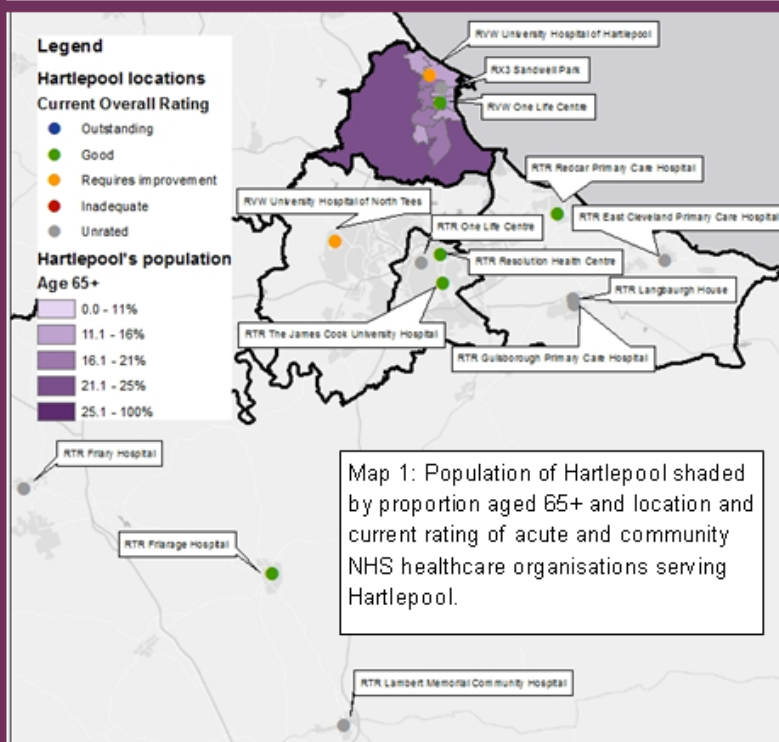 Legend
Hartlepool locations
Current Overall Rating
Outstanding
Good
Requires improvement
Inadequate
Unrated
Hartlepool's population
Age 65+
0.0 - 11%
11.1 - 16%
16.1 - 21%
21.1 - 25%
25.1 - 100%
RVW University Hospital of Hartlepool
RX3 Sandwell Park
RVW One Life Centre
RTR Redcar Primary Care Hospital
RVW University Hospital of North Tees
RTR East Cleveland Primary Care Hospital
RTR One Life Centre
RTR Resolution Health Centre
RTR Langbaurgh House
RTR The James Cook University Hospital
RTR Guisborough Primary Care Hospital
RTR Friary Hospital
RTR Friarage Hospital
RTR Lambert Memorial Community Hospital
Map 1: Population of Hartlepool shaded
by proportion aged 65+ and location and
current rating of acute and community
NHS healthcare organisations serving
Hartlepool.